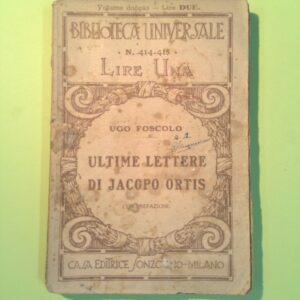 Volume doppio - Lire DUE.
BIBLIOTECA UNIVERSALE
N. 414-415
LIRE UNA
UGO FOSCOLO
ULTIME LETTERE
DI JACOPO ORTIS
PREFAZIONE
CASA EDITRICE SONZOGNO-MILANO